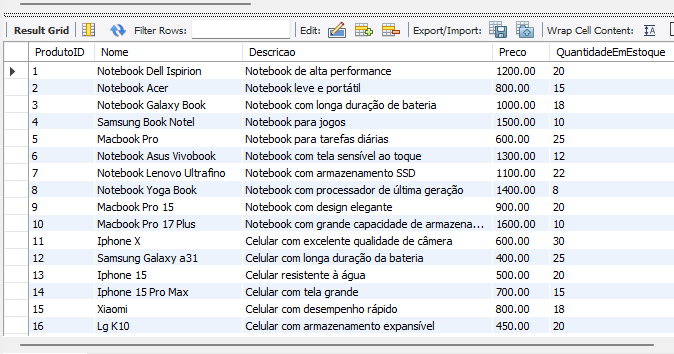 Result Grid Filter Rows: Edit: Export/Import: Wrap Cell Content:
ProdutoID Nome Descricao Preco QuantidadeEmEstoque
1 Notebook Dell Ispirion Notebook de alta performance 1200.00 20
2 Notebook Acer Notebook leve e portátil 800.00 15
3 Notebook Galaxy Book Notebook com longa duração de bateria 1000.00 18
4 Samsung Book Notel Notebook para jogos 1500.00 10
5 Macbook Pro Notebook para tarefas diárias 600.00 25
6 Notebook Asus Vivobook Notebook com tela sensível ao toque 1300.00 12
7 Notebook Lenovo Ultrafino Notebook com armazenamento SSD 1100.00 22
8 Notebook Yoga Book Notebook com processador de última geração 1400.00 8
9 Macbook Pro 15 Notebook com design elegante 900.00 20
10 Macbook Pro 17 Plus Notebook com grande capacidade de armazena... 1600.00 10
11 Iphone X Celular com excelente qualidade de câmera 600.00 30
12 Samsung Galaxy a31 Celular com longa duração da bateria 400.00 25
13 Iphone 15 Celular resistente à água 500.00 20
14 Iphone 15 Pro Max Celular com tela grande 700.00 15
15 Xiaomi Celular com desempenho rápido 800.00 18
16 Lg K10 Celular com armazenamento expansível 450.00 20